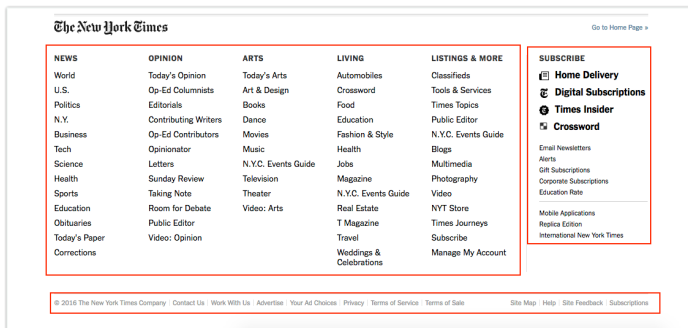 The New York Times
Go to Home Page »
NEWS
World
U.S.
Politics
N.Y.
Business
Tech
Science
Health
Sports
Education
Obituaries
Today's Paper
Corrections
OPINION
Today's Opinion
Op-Ed Columnists
Editorials
Contributing Writers
Op-Ed Contributors
Opinionator
Letters
Sunday Review
Taking Note
Room for Debate
Public Editor
Video: Opinion
ARTS
Today's Arts
Art & Design
Books
Dance
Movies
Music
N.Y.C. Events Guide
Television
Theater
Video: Arts
LIVING
Automobiles
Crossword
Food
Education
Fashion & Style
Health
Jobs
Magazine
N.Y.C. Events Guide
Real Estate
T Magazine
Travel
Weddings &
Celebrations
LISTINGS & MORE
Classifieds
Tools & Services
Times Topics
Public Editor
N.Y.C. Events Guide
Blogs
Multimedia
Photography
Video
NYT Store
Times Journeys
Subscribe
Manage My Account
SUBSCRIBE
Home Delivery
Digital Subscriptions
Times Insider
Crossword
Email Newsletters
Alerts
Gift Subscriptions
Corporate Subscriptions
Education Rate
Mobile Applications
Replica Edition
International New York Times
© 2016 The New York Times Company | Contact Us | Work With Us | Advertise | Your Ad Choices | Privacy | Terms of Service | Terms of Sale
Site Map | Help | Site Feedback | Subscriptions